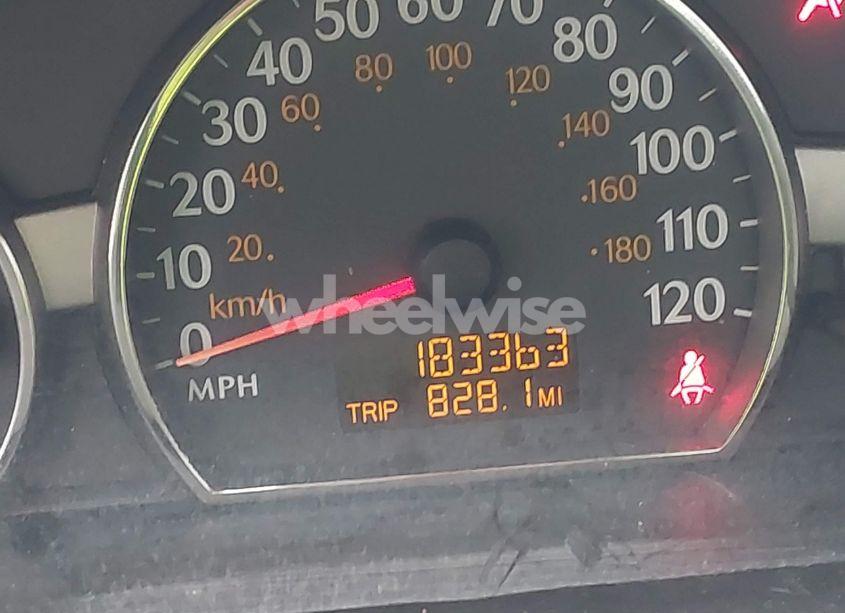 50 60 70
40 80 100 80
30 60 120 90
20 40 140 100
160
10 20 180 110
km/h wheelwise 120
0
MPH 183363
TRIP 828.1 MI